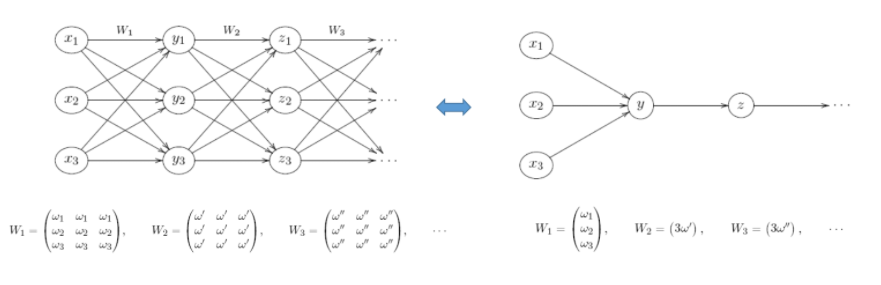 x₁ W₁ y₁ W₂ z₁ W₃ ···
x₂ y₂ z₂ ···
x₃ y₃ z₃ ···
x₁
x₂ y z ···
x₃
W₁ = (ω₁ ω₁ ω₁
ω₂ ω₂ ω₂
ω₃ ω₃ ω₃),
W₂ = (ω′ ω′ ω′
ω′ ω′ ω′
ω′ ω′ ω′),
W₃ = (ω″ ω″ ω″
ω″ ω″ ω″
ω″ ω″ ω″), ···
W₁ = (ω₁
ω₂
ω₃),
W₂ = (3ω′), W₃ = (3ω″), ···